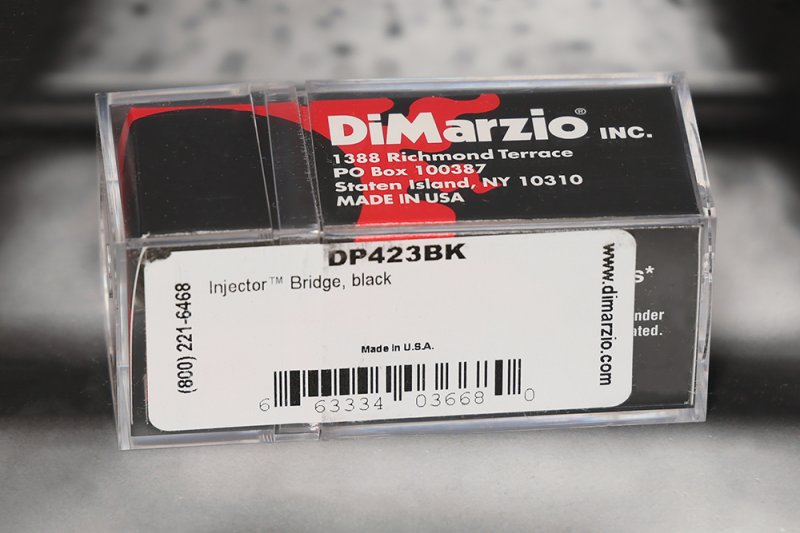 DiMarzio® INC.
1388 Richmond Terrace
PO Box 100387
Staten Island, NY 10310
MADE IN USA
DP423BK
Injector™ Bridge, black
(800) 221-6468
www.dimarzio.com
Made in U.S.A.
6 63334 03668 0